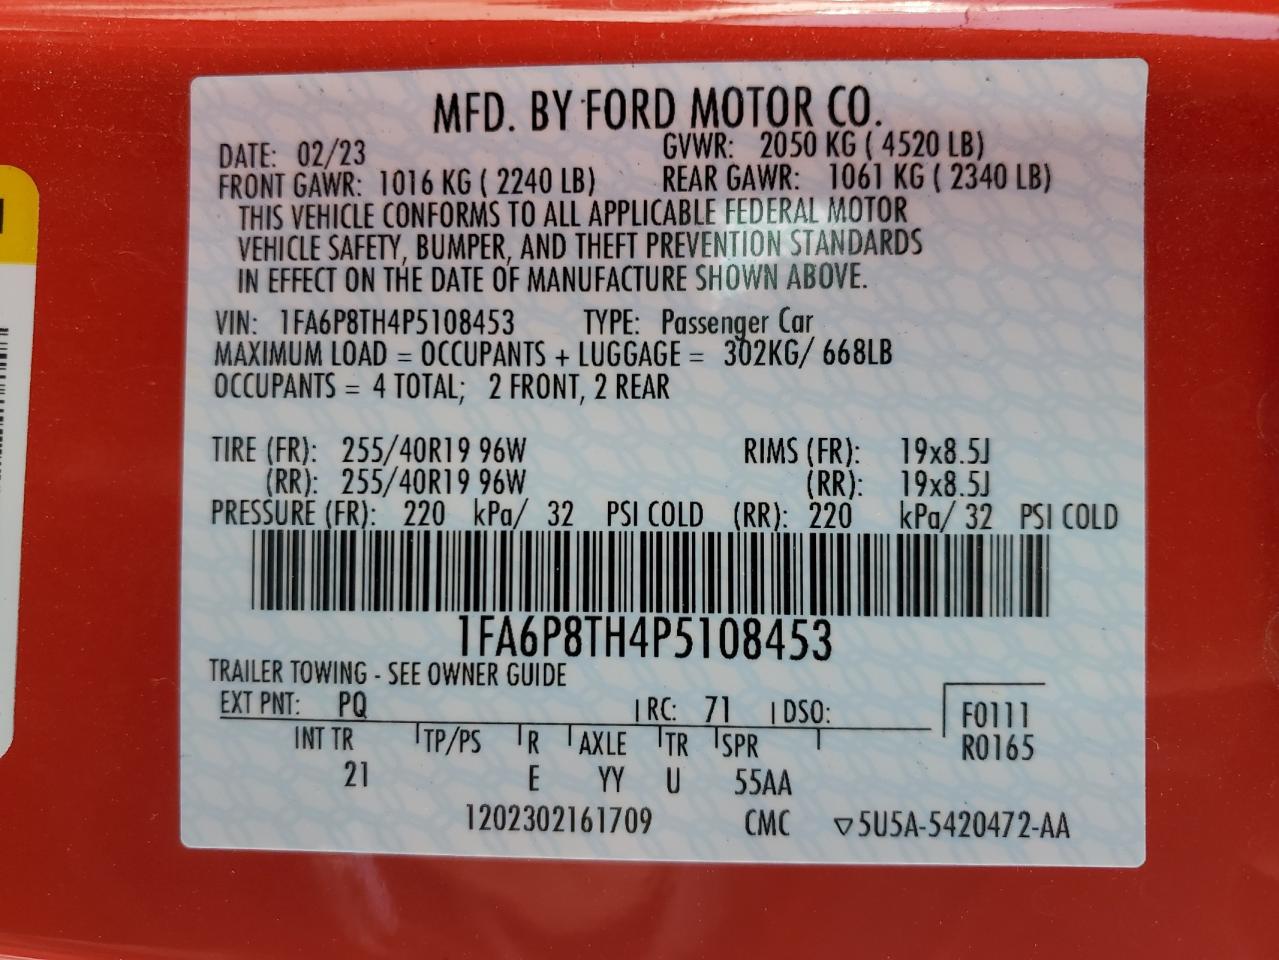 MFD. BY FORD MOTOR CO.
DATE: 02/23 GVWR: 2050 KG ( 4520 LB)
FRONT GAWR: 1016 KG ( 2240 LB) REAR GAWR: 1061 KG ( 2340 LB)
THIS VEHICLE CONFORMS TO ALL APPLICABLE FEDERAL MOTOR
VEHICLE SAFETY, BUMPER, AND THEFT PREVENTION STANDARDS
IN EFFECT ON THE DATE OF MANUFACTURE SHOWN ABOVE.
VIN: 1FA6P8TH4P5108453 TYPE: Passenger Car
MAXIMUM LOAD = OCCUPANTS + LUGGAGE = 302KG/ 668LB
OCCUPANTS = 4 TOTAL; 2 FRONT, 2 REAR
TIRE (FR): 255/40R19 96W RIMS (FR): 19x8.5J
(RR): 255/40R19 96W (RR): 19x8.5J
PRESSURE (FR): 220 kPa/ 32 PSI COLD (RR): 220 kPa/ 32 PSI COLD
1FA6P8TH4P5108453
TRAILER TOWING - SEE OWNER GUIDE
EXT PNT: PQ RC: 71 DSO: F0111
INT TR TP/PS R AXLE TR SPR R0165
21 E YY U 55AA
1202302161709 CMC ▽5U5A-5420472-AA